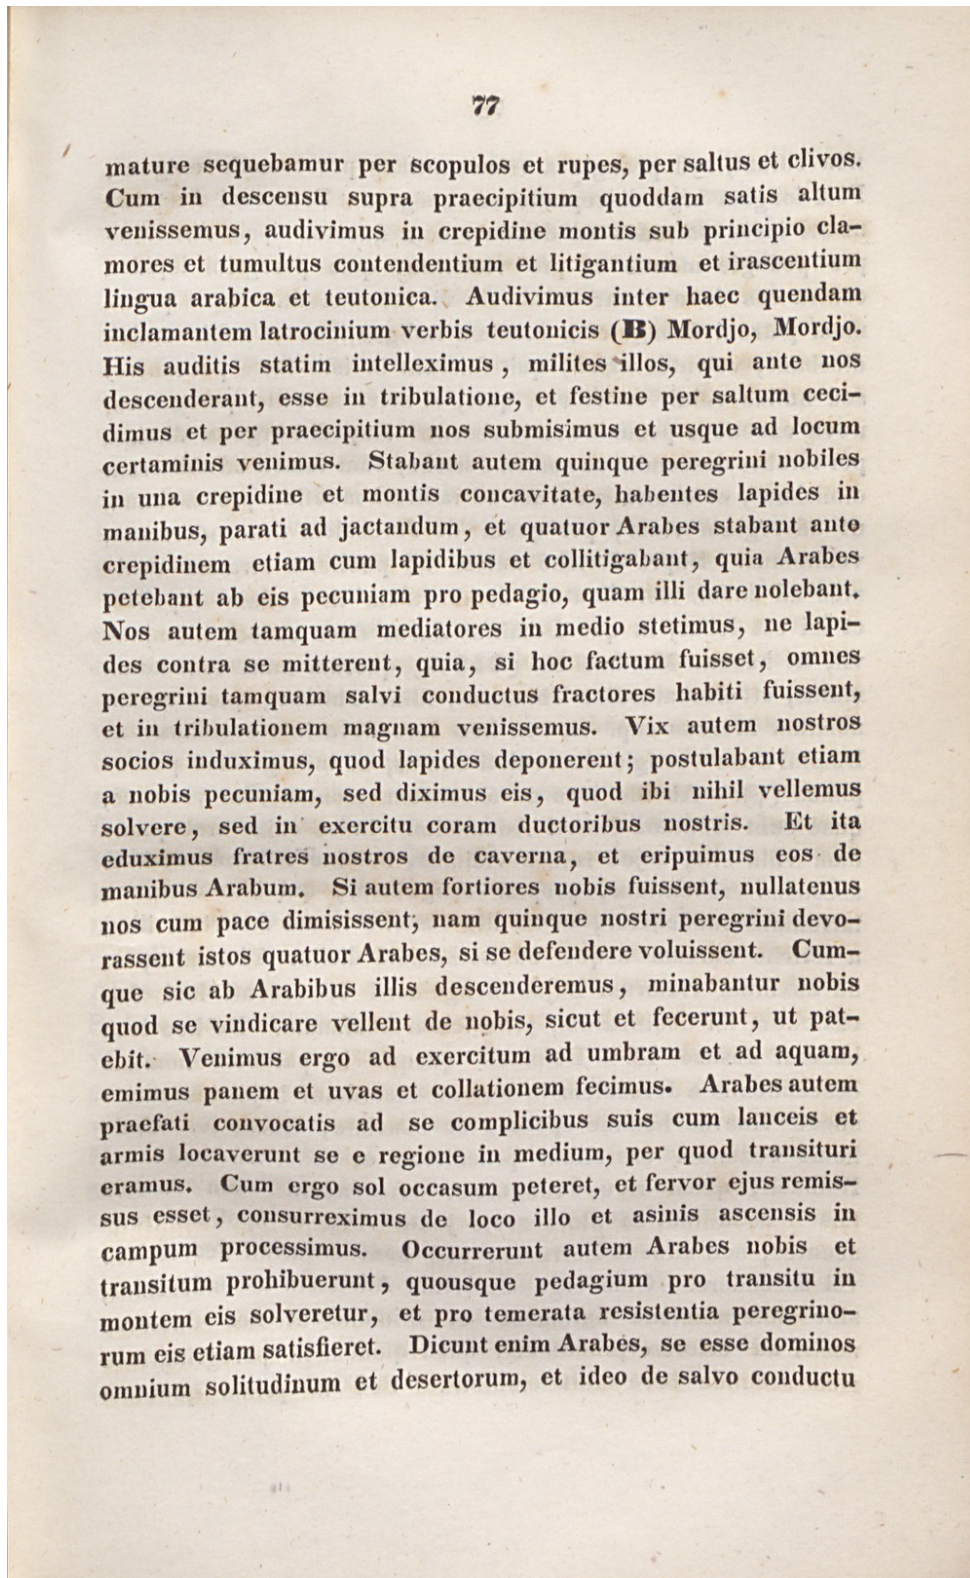 77
mature sequebamur per scopulos et rupes, per saltus et clivos.
Cum in descensu supra praecipitium quoddam satis altum
venissemus, audivimus in crepidine montis sub principio cla-
mores et tumultus contendentium et litigantium et irascentium
lingua arabica et teutonica. Audivimus inter haec quendam
inclamantem latrocinium verbis teutonicis (B) Mordjo, Mordjo.
His auditis statim intelleximus, milites illos, qui ante nos
descenderant, esse in tribulatione, et festine per saltum ceci-
dimus et per praecipitium nos submisimus et usque ad locum
certaminis venimus. Stabant autem quinque peregrini nobiles
in una crepidine et montis concavitate, habentes lapides in
manibus, parati ad jactandum, et quatuor Arabes stabant ante
crepidinem etiam cum lapidibus et collitigabant, quia Arabes
petebant ab eis pecuniam pro pedagio, quam illi dare nolebant.
Nos autem tamquam mediatores in medio stetimus, ne lapi-
des contra se mitterent, quia, si hoc factum fuisset, omnes
peregrini tamquam salvi conductus fractores habiti fuissent,
et in tribulationem magnam venissemus. Vix autem nostros
socios induximus, quod lapides deponerent; postulabant etiam
a nobis pecuniam, sed diximus eis, quod ibi nihil vellemus
solvere, sed in exercitu coram ductoribus nostris. Et ita
eduximus fratres nostros de caverna, et eripuimus eos de
manibus Arabum. Si autem fortiores nobis fuissent, nullatenus
nos cum pace dimisissent, nam quinque nostri peregrini devo-
rassent istos quatuor Arabes, si se defendere voluissent. Cum-
que sic ab Arabibus illis descenderemus, minabantur nobis
quod se vindicare vellent de nobis, sicut et fecerunt, ut pat-
ebit. Venimus ergo ad exercitum ad umbram et ad aquam,
emimus panem et uvas et collationem fecimus. Arabes autem
praefati convocatis ad se complicibus suis cum lanceis et
armis locaverunt se e regione in medium, per quod transituri
eramus. Cum ergo sol occasum peteret, et fervor ejus remis-
sus esset, consurreximus de loco illo et asinis ascensis in
campum processimus. Occurrerunt autem Arabes nobis et
transitum prohibuerunt, quousque pedagium pro transitu in
montem eis solveretur, et pro temerata resistentia peregrino-
rum eis etiam satisfieret. Dicunt enim Arabes, se esse dominos
omnium solitudinum et desertorum, et ideo de salvo conductu